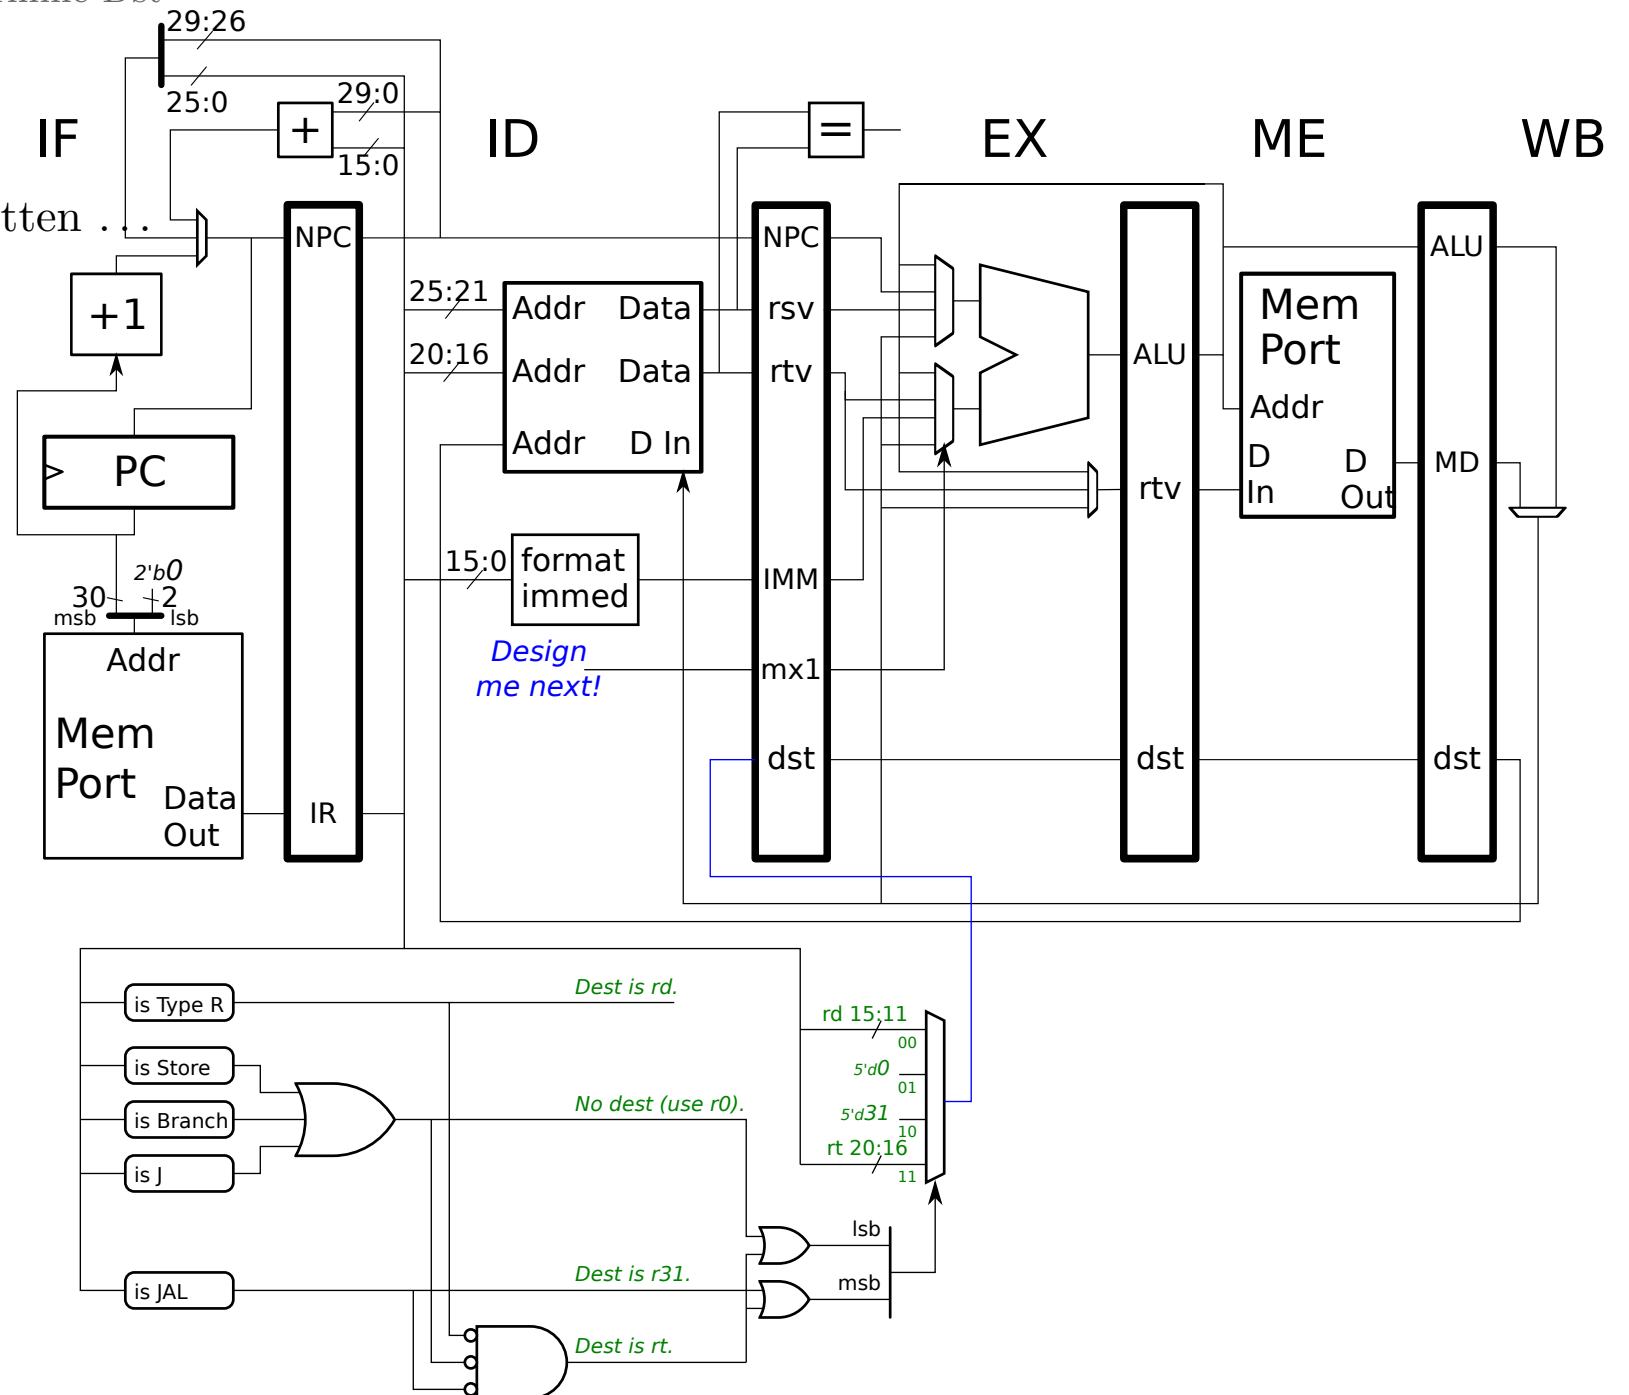 29:26
25:0
29:0
+
15:0
=
IF
ID
EX
ME
WB
tten . . .
NPC
NPC
ALU
+1
25:21
Addr
Data
rsv
Mem
Port
20:16
Addr
Data
rtv
ALU
Addr
Addr
D In
PC
D
In
D
Out
MD
rtv
2'b0
30
2
msb
lsb
15:0
format
immed
IMM
Addr
Design
me next!
mx1
Mem
Port
dst
dst
dst
Data
Out
IR
is Type R
Dest is rd.
rd 15:11
00
is Store
5'd0
01
is Branch
No dest (use r0).
5'd31
10
is J
rt 20:16
11
lsb
is JAL
Dest is r31.
msb
Dest is rt.